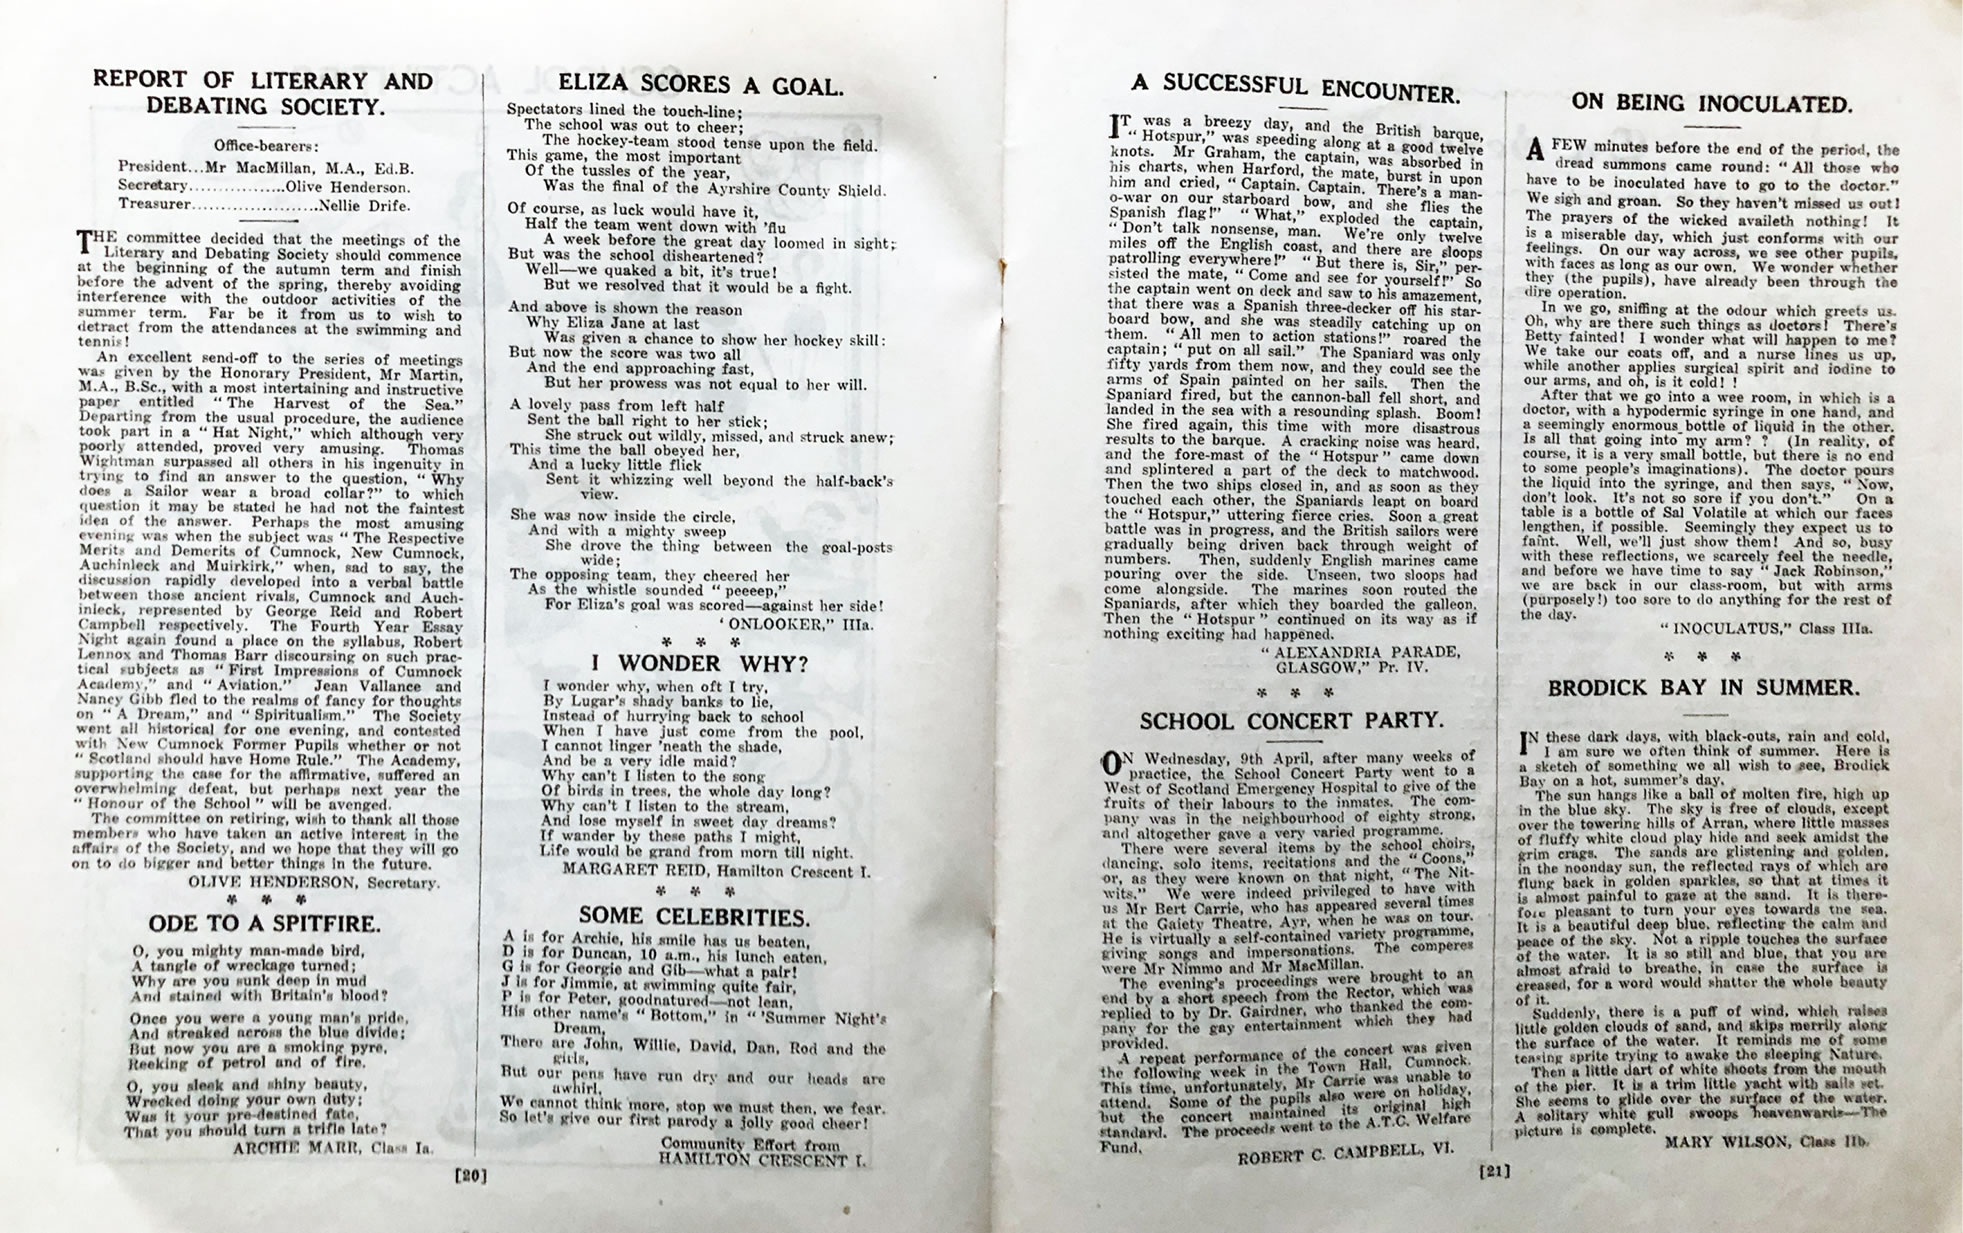 REPORT OF LITERARY AND
DEBATING SOCIETY.
Office-bearers:
President...Mr MacMillan, M.A., Ed.B.
Secretary................Olive Henderson.
Treasurer.....................Nellie Drife.
THE committee decided that the meetings of the
Literary and Debating Society should commence
at the beginning of the autumn term and finish
before the advent of the spring, thereby avoiding
interference with the outdoor activities of the
summer term. Far be it from us to wish to
detract from the attendances at the swimming and
tennis!
An excellent send-off to the series of meetings
was given by the Honorary President, Mr Martin,
M.A., B.Sc., with a most intertaining and instructive
paper entitled "The Harvest of the Sea."
Departing from the usual procedure, the audience
took part in a "Hat Night," which although very
poorly attended, proved very amusing. Thomas
Wightman surpassed all others in his ingenuity in
trying to find an answer to the question, "Why
does a Sailor wear a broad collar?" to which
question it may be stated he had not the faintest
idea of the answer. Perhaps the most amusing
evening was when the subject was "The Respective
Merits and Demerits of Cumnock, New Cumnock,
Auchinleck and Muirkirk," when, sad to say, the
discussion rapidly developed into a verbal battle
between those ancient rivals, Cumnock and Auch-
inleck, represented by George Reid and Robert
Campbell respectively. The Fourth Year Essay
Night again found a place on the syllabus, Robert
Lennox and Thomas Barr discoursing on such prac-
tical subjects as "First Impressions of Cumnock
Academy," and "Aviation." Jean Vallance and
Nancy Gibb fled to the realms of fancy for thoughts
on "A Dream," and "Spiritualism." The Society
went all historical for one evening, and contested
with New Cumnock Former Pupils whether or not
"Scotland should have Home Rule." The Academy,
supporting the case for the affirmative, suffered an
overwhelming defeat, but perhaps next year the
"Honour of the School" will be avenged.
The committee on retiring, wish to thank all those
members who have taken an active interest in the
affairs of the Society, and we hope that they will go
on to do bigger and better things in the future.
OLIVE HENDERSON, Secretary.
* * *
ODE TO A SPITFIRE.
O, you mighty man-made bird,
A tangle of wreckage turned;
Why are you sunk deep in mud
And stained with Britain's blood?
Once you were a young man's pride,
And streaked across the blue divide;
But now you are a smoking pyre,
Reeking of petrol and of fire.
O, you sleek and shiny beauty,
Wrecked doing your own duty;
Was it your pre-destined fate,
That you should turn a trifle late?
ARCHIE MARR, Class Ia.
ELIZA SCORES A GOAL.
Spectators lined the touch-line;
The school was out to cheer;
The hockey-team stood tense upon the field.
This game, the most important
Of the tussles of the year,
Was the final of the Ayrshire County Shield.
Of course, as luck would have it,
Half the team went down with 'flu
A week before the great day loomed in sight;
But was the school disheartened?
Well—we quaked a bit, it's true!
But we resolved that it would be a fight.
And above is shown the reason
Why Eliza Jane at last
Was given a chance to show her hockey skill:
But now the score was two all
And the end approaching fast,
But her prowess was not equal to her will.
A lovely pass from left half
Sent the ball right to her stick;
She struck out wildly, missed, and struck anew;
This time the ball obeyed her,
And a lucky little flick
Sent it whizzing well beyond the half-back's
view.
She was now inside the circle,
And with a mighty sweep
She drove the thing between the goal-posts
wide;
The opposing team, they cheered her
As the whistle sounded "peeeep,"
For Eliza's goal was scored—against her side!
'ONLOOKER," IIIa.
* * *
I WONDER WHY?
I wonder why, when oft I try,
By Lugar's shady banks to lie,
Instead of hurrying back to school
When I have just come from the pool,
I cannot linger 'neath the shade,
And be a very idle maid?
Why can't I listen to the song
Of birds in trees, the whole day long?
Why can't I listen to the stream,
And lose myself in sweet day dreams?
If wander by these paths I might,
Life would be grand from morn till night.
MARGARET REID, Hamilton Crescent I.
* * *
SOME CELEBRITIES.
A is for Archie, his smile has us beaten,
D is for Duncan, 10 a.m., his lunch eaten,
G is for Georgie and Gib—what a pair!
J is for Jimmie, at swimming quite fair,
P is for Peter, goodnatured—not lean,
His other name's "Bottom," in "'Summer Night's
Dream,
There are John, Willie, David, Dan, Rod and the
girls,
But our pens have run dry and our heads are
awhirl,
We cannot think more, stop we must then, we fear.
So let's give our first parody a jolly good cheer!
Community Effort from
HAMILTON CRESCENT I.
[20]
A SUCCESSFUL ENCOUNTER.
IT was a breezy day, and the British barque,
"Hotspur," was speeding along at a good twelve
knots. Mr Graham, the captain, was absorbed in
his charts, when Harford, the mate, burst in upon
him and cried, "Captain. Captain. There's a man-
o-war on our starboard bow, and she flies the
Spanish flag!" "What," exploded the captain,
"Don't talk nonsense, man. We're only twelve
miles off the English coast, and there are sloops
patrolling everywhere!" "But there is, Sir," per-
sisted the mate, "Come and see for yourself!" So
the captain went on deck and saw to his amazement,
that there was a Spanish three-decker off his star-
board bow, and she was steadily catching up on
them. "All men to action stations!" roared the
captain; "put on all sail." The Spaniard was only
fifty yards from them now, and they could see the
arms of Spain painted on her sails. Then the
Spaniard fired, but the cannon-ball fell short, and
landed in the sea with a resounding splash. Boom!
She fired again, this time with more disastrous
results to the barque. A cracking noise was heard,
and the fore-mast of the "Hotspur" came down
and splintered a part of the deck to matchwood.
Then the two ships closed in, and as soon as they
touched each other, the Spaniards leapt on board
the "Hotspur," uttering fierce cries. Soon a great
battle was in progress, and the British sailors were
gradually being driven back through weight of
numbers. Then, suddenly English marines came
pouring over the side. Unseen, two sloops had
come alongside. The marines soon routed the
Spaniards, after which they boarded the galleon.
Then the "Hotspur" continued on its way as if
nothing exciting had happened.
"ALEXANDRIA PARADE,
GLASGOW," Pr. IV.
* * *
SCHOOL CONCERT PARTY.
ON Wednesday, 9th April, after many weeks of
practice, the School Concert Party went to a
West of Scotland Emergency Hospital to give of the
fruits of their labours to the inmates. The com-
pany was in the neighbourhood of eighty strong,
and altogether gave a very varied programme.
There were several items by the school choirs,
dancing, solo items, recitations and the "Coons,"
or, as they were known on that night, "The Nit-
wits." We were indeed privileged to have with
us Mr Bert Carrie, who has appeared several times
at the Gaiety Theatre, Ayr, when he was on tour.
He is virtually a self-contained variety programme,
giving songs and impersonations. The comperes
were Mr Nimmo and Mr MacMillan.
The evening's proceedings were brought to an
end by a short speech from the Rector, which was
replied to by Dr. Gairdner, who thanked the com-
pany for the gay entertainment which they had
provided.
A repeat performance of the concert was given
the following week in the Town Hall, Cumnock.
This time, unfortunately, Mr Carrie was unable to
attend. Some of the pupils also were on holiday,
but the concert maintained its original high
standard. The proceeds went to the A.T.C. Welfare
Fund.
ROBERT C. CAMPBELL, VI.
ON BEING INOCULATED.
A FEW minutes before the end of the period, the
dread summons came round: "All those who
have to be inoculated have to go to the doctor."
We sigh and groan. So they haven't missed us out!
The prayers of the wicked availeth nothing! It
is a miserable day, which just conforms with our
feelings. On our way across, we see other pupils,
with faces as long as our own. We wonder whether
they (the pupils), have already been through the
dire operation.
In we go, sniffing at the odour which greets us.
Oh, why are there such things as doctors! There's
Betty fainted! I wonder what will happen to me?
We take our coats off, and a nurse lines us up,
while another applies surgical spirit and iodine to
our arms, and oh, is it cold! !
After that we go into a wee room, in which is a
doctor, with a hypodermic syringe in one hand, and
a seemingly enormous bottle of liquid in the other.
Is all that going into my arm? ? (In reality, of
course, it is a very small bottle, but there is no end
to some people's imaginations). The doctor pours
the liquid into the syringe, and then says, "Now,
don't look. It's not so sore if you don't." On a
table is a bottle of Sal Volatile at which our faces
lengthen, if possible. Seemingly they expect us to
faint. Well, we'll just show them! And so, busy
with these reflections, we scarcely feel the needle,
and before we have time to say "Jack Robinson,"
we are back in our class-room, but with arms
(purposely!) too sore to do anything for the rest of
the day.
"INOCULATUS," Class IIIa.
* * *
BRODICK BAY IN SUMMER.
IN these dark days, with black-outs, rain and cold,
I am sure we often think of summer. Here is
a sketch of something we all wish to see, Brodick
Bay on a hot, summer's day.
The sun hangs like a ball of molten fire, high up
in the blue sky. The sky is free of clouds, except
over the towering hills of Arran, where little masses
of fluffy white cloud play hide and seek amidst the
grim crags. The sands are glistening and golden,
in the noonday sun, the reflected rays of which are
flung back in golden sparkles, so that at times it
is almost painful to gaze at the sand. It is there-
fore pleasant to turn your eyes towards the sea.
It is a beautiful deep blue, reflecting the calm and
peace of the sky. Not a ripple touches the surface
of the water. It is so still and blue, that you are
almost afraid to breathe, in case the surface is
creased, for a word would shatter the whole beauty
of it.
Suddenly, there is a puff of wind, which raises
little golden clouds of sand, and skips merrily along
the surface of the water. It reminds me of some
teasing sprite trying to awake the sleeping Nature.
Then a little dart of white shoots from the mouth
of the pier. It is a trim little yacht with sails set.
She seems to glide over the surface of the water.
A solitary white gull swoops heavenwards—The
picture is complete.
MARY WILSON, Class IIb.
[21]